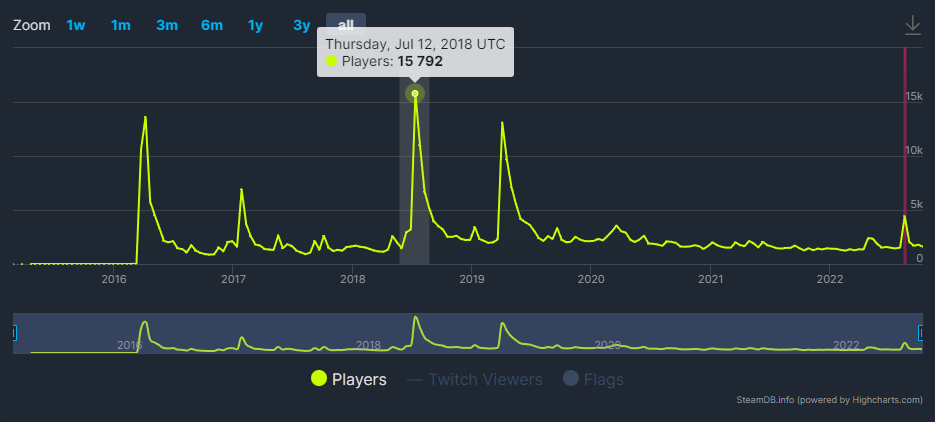 Zoom 1w 1m 3m 6m 1y 3y all
Thursday, Jul 12, 2018 UTC
Players: 15 792
15k
10k
5k
0
2016 2017 2018 2019 2020 2021 2022
2016 2018 2020 2022
Players Twitch Viewers Flags
SteamDB.info (powered by Highcharts.com)